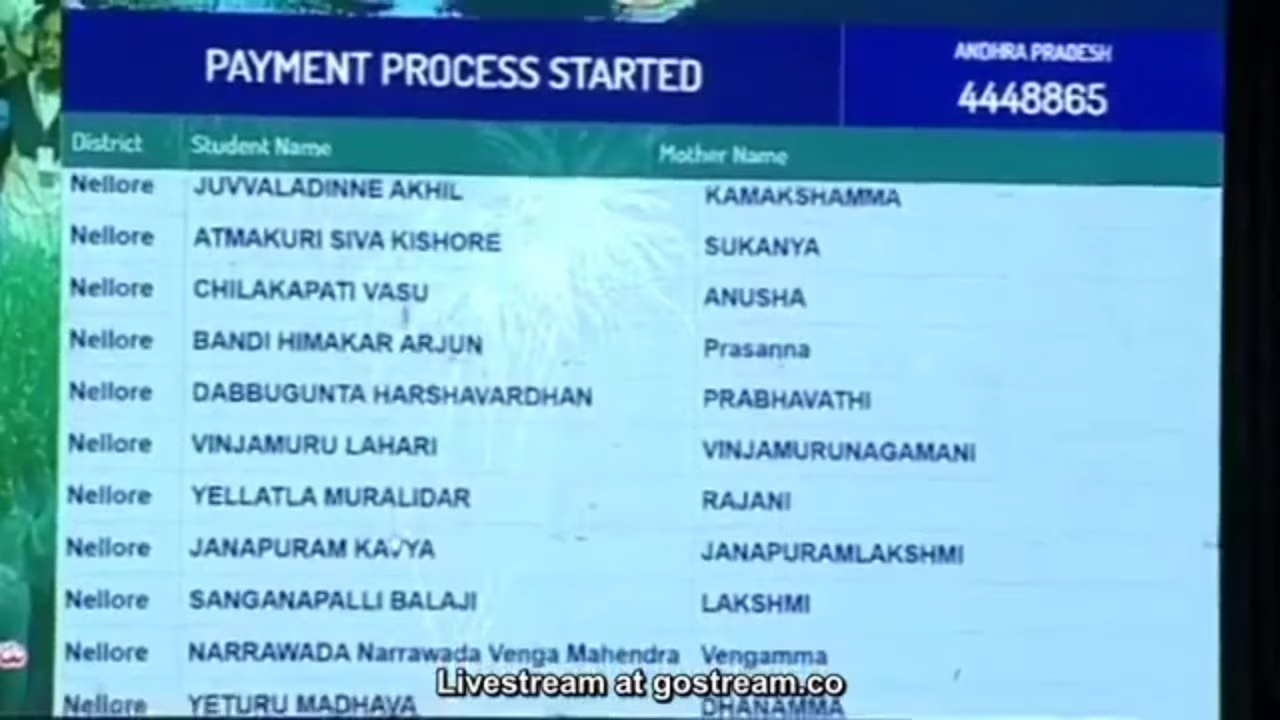 PAYMENT PROCESS STARTED
ANDHRA PRADESH
4448865
District Student Name Mother Name
Nellore JUVVALADINNE AKHIL KAMAKSHAMMA
Nellore ATMAKURI SIVA KISHORE SUKANYA
Nellore CHILAKAPATI VASU ANUSHA
Nellore BANDI HIMAKAR ARJUN Prasanna
Nellore DABBUGUNTA HARSHAVARDHAN PRABHAVATHI
Nellore VINJAMURU LAHARI VINJAMURUNAGAMANI
Nellore YELLATLA MURALIDAR RAJANI
Nellore JANAPURAM KAVYA JANAPURAMLAKSHMI
Nellore SANGANAPALLI BALAJI LAKSHMI
Nellore NARRAWADA Narrawada Venga Mahendra Vengamma
Nellore YETURU MADHAVA DHANAMMA
Livestream at gostream.co